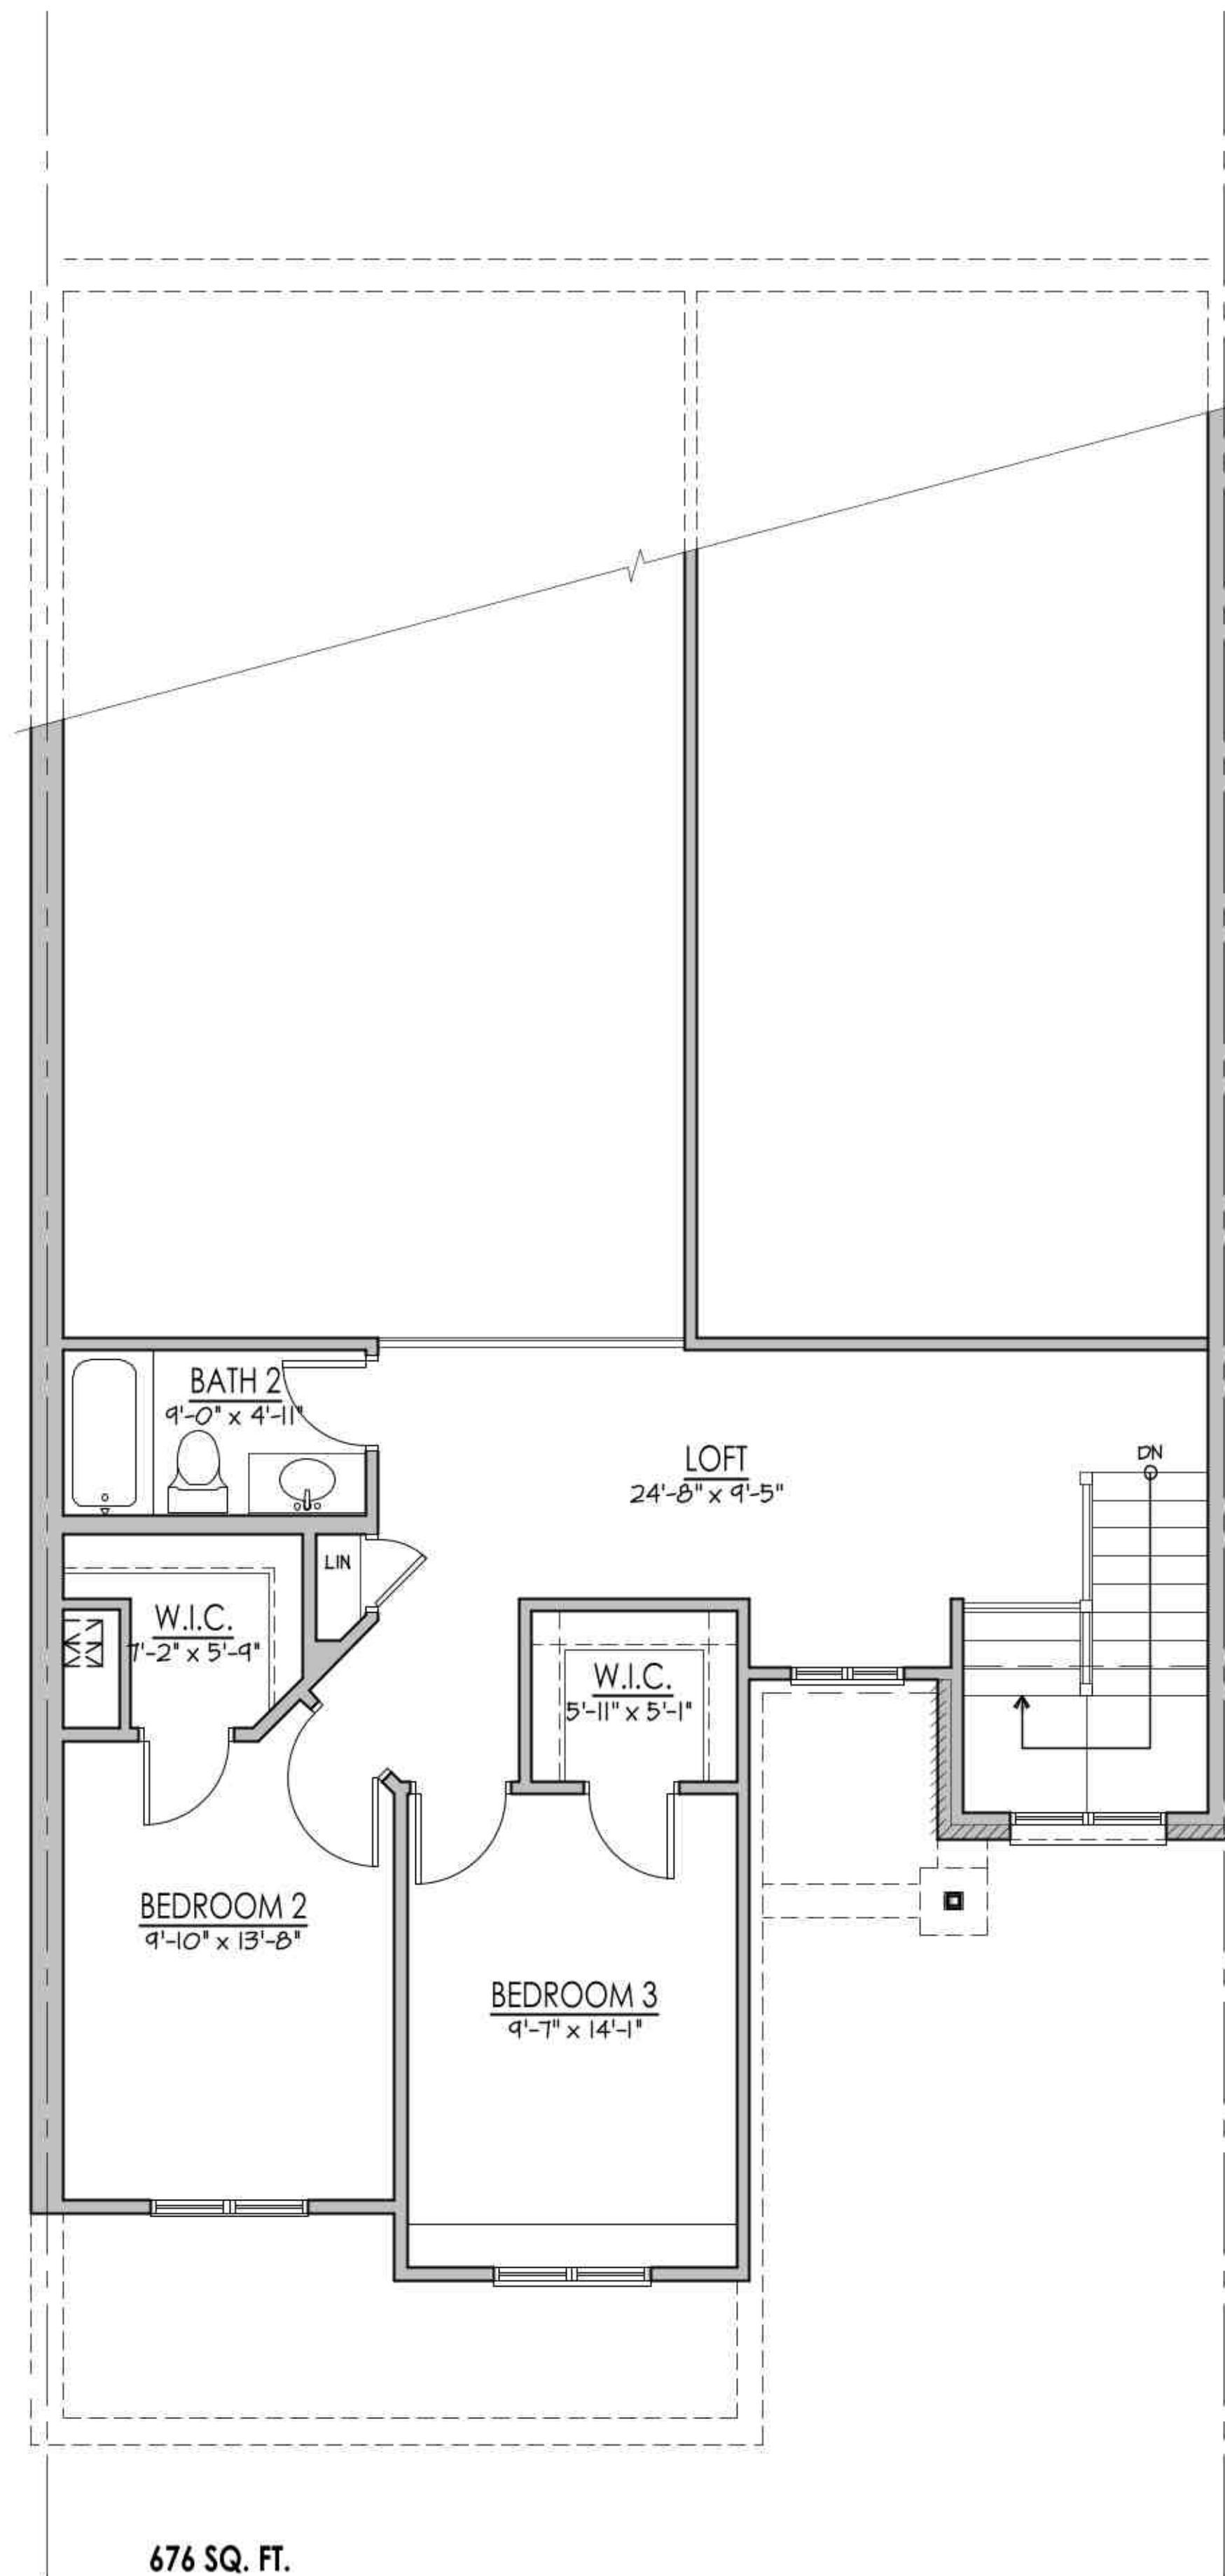 BATH 2
9'-0" x 4'-11"
LOFT
24'-8" x 9'-5"
DN
LIN
W.I.C.
7'-2" x 5'-9"
W.I.C.
5'-11" x 5'-1"
BEDROOM 2
9'-10" x 13'-8"
BEDROOM 3
9'-7" x 14'-1"
676 SQ. FT.